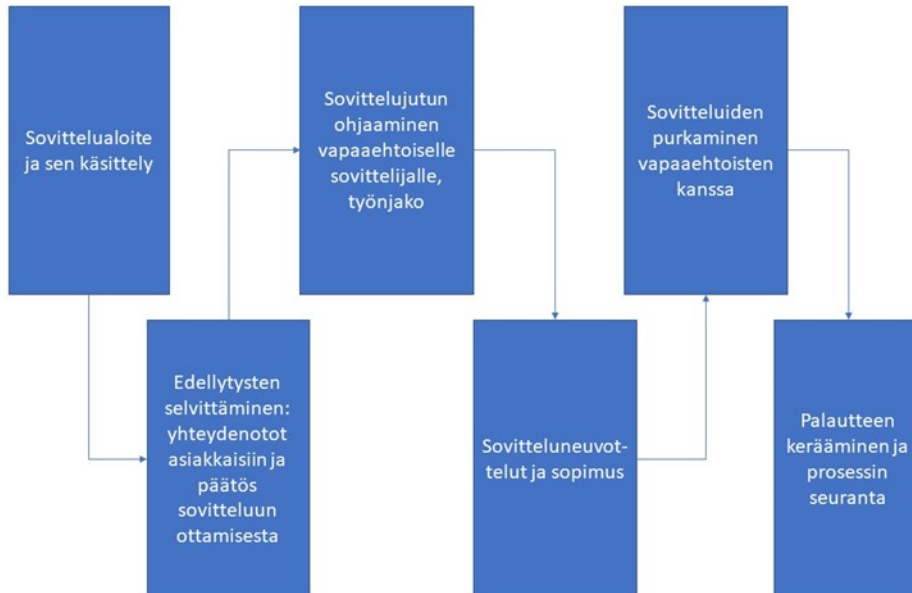 Sovittelualoite
ja sen käsittely
Edellytysten
selvittäminen:
yhteydenotot
asiakkaisiin ja
päätös
sovitteluun
ottamisesta
Sovittelujutun
ohjaaminen
vapaaehtoiselle
sovittelijalle,
työnjako
Sovitteluneuvot-
telut ja sopimus
Sovitteluiden
purkaminen
vapaaehtoisten
kanssa
Palautteen
kerääminen ja
prosessin
seuranta